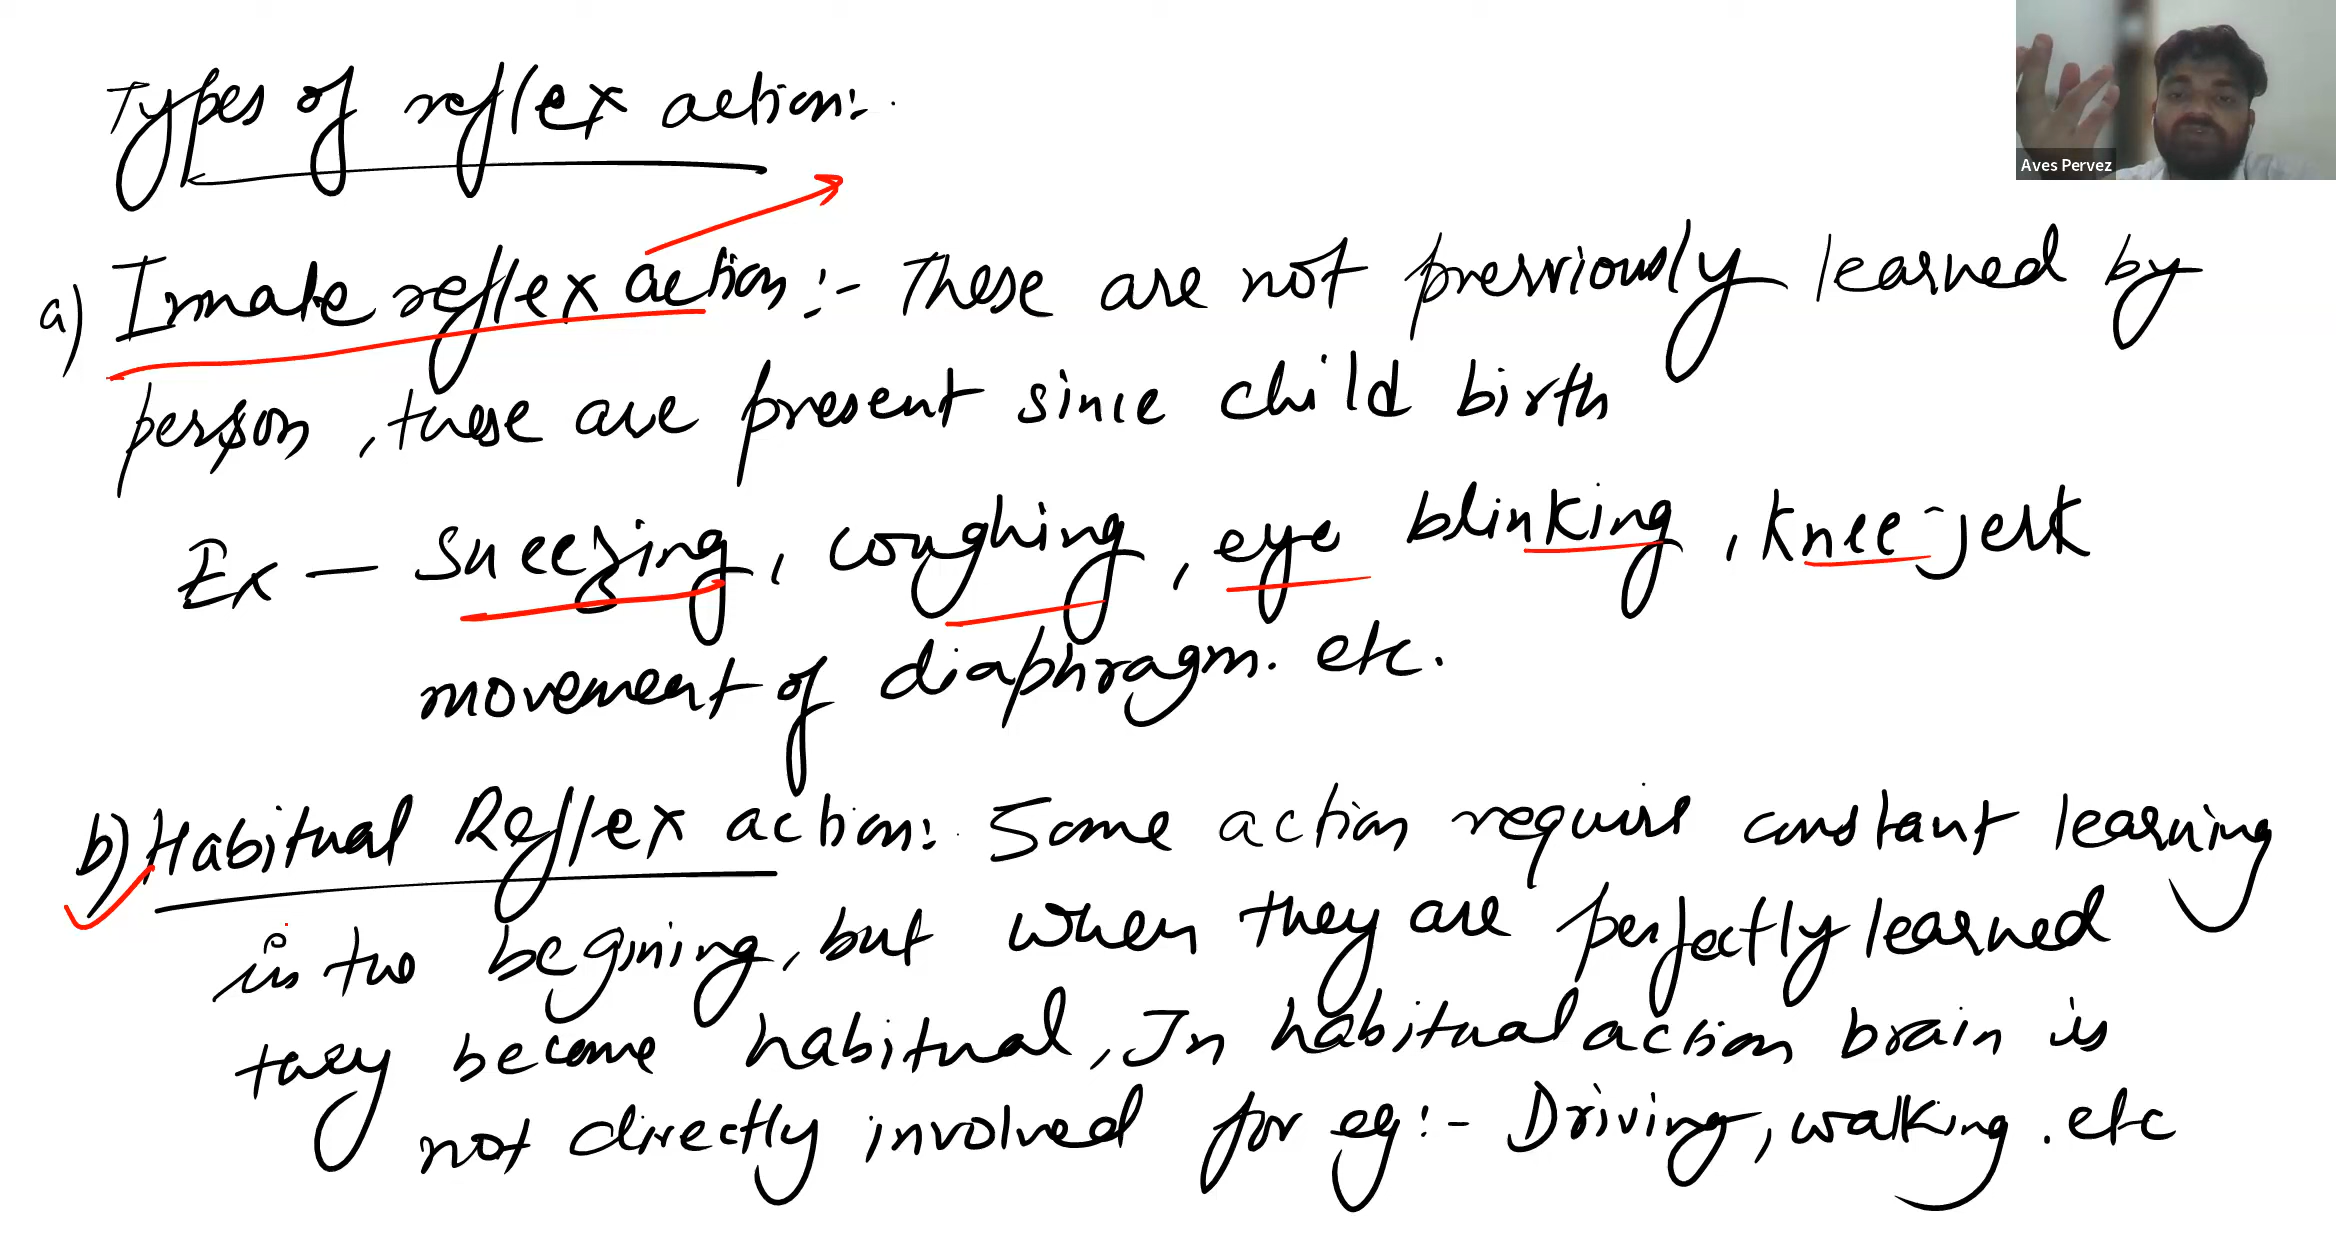 Types of reflex action:-
Aves Pervez
a) Innate reflex action:- These are not previously learned by
person, these are present since child birth
Ex - Sneezing, coughing, eye blinking, knee-jerk
movement of diaphragm. etc.
b) Habitual Reflex action:- Some action require constant learning
in the begining, but when they are perfectly learned
they become habitual, In habitual action brain is
not directly involved for eg:- Driving, walking. etc